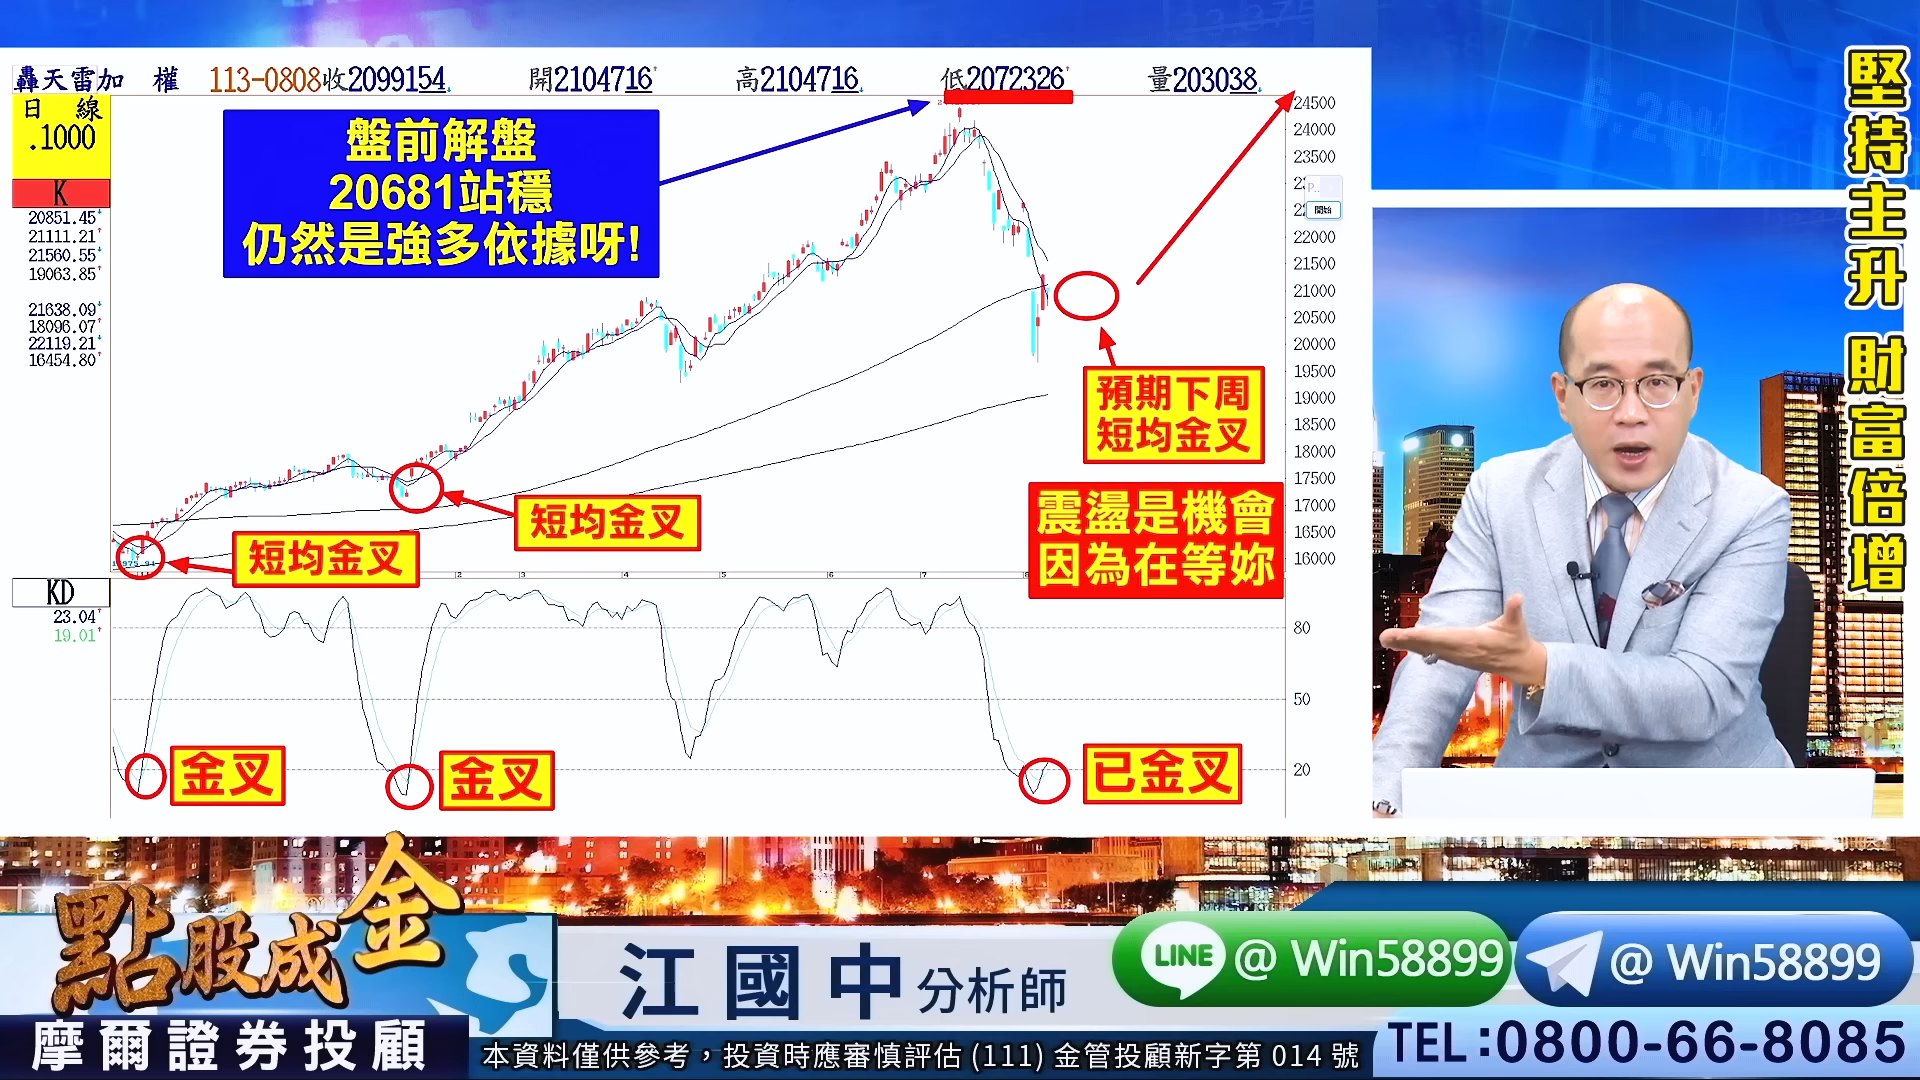 轟天雷加 權 113-0808收2099154 開2104716 高2104716 低2072326 量203038
日 線
.1000
K
20851.45
21111.21
21560.55
19063.85
21638.09
18096.07
22119.21
16454.80
盤前解盤
20681站穩
仍然是強多依據呀!
24500
24000
23500
22000
21500
21000
20500
20000
19500
19000
18500
18000
17500
17000
16500
16000
P..
開始
預期下周
短均金叉
震盪是機會
因為在等妳
短均金叉
短均金叉
2 3 4 5 6 7 8
KD
23.04
19.01
80
50
20
金叉
金叉
已金叉
堅持主升 財富倍增
點股成金
摩爾證券投顧
江國中 分析師
LINE @ Win58899
@ Win58899
本資料僅供參考，投資時應審慎評估 (111) 金管投顧新字第 014 號
TEL:0800-66-8085